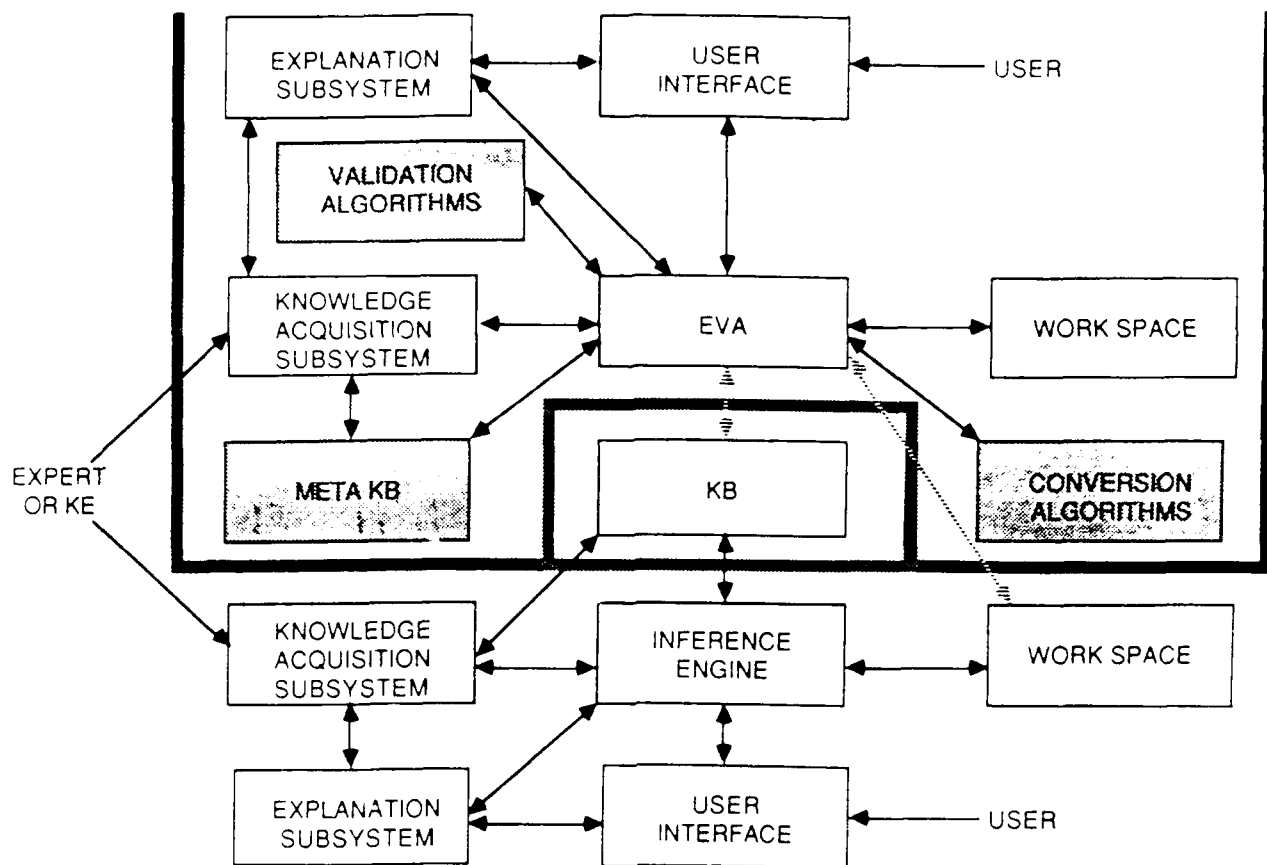 EXPLANATION
SUBSYSTEM
USER
INTERFACE
USER
VALIDATION
ALGORITHMS
KNOWLEDGE
ACQUISITION
SUBSYSTEM
EVA
WORK SPACE
EXPERT
OR KE
META KB
KB
CONVERSION
ALGORITHMS
KNOWLEDGE
ACQUISITION
SUBSYSTEM
INFERENCE
ENGINE
WORK SPACE
EXPLANATION
SUBSYSTEM
USER
INTERFACE
USER